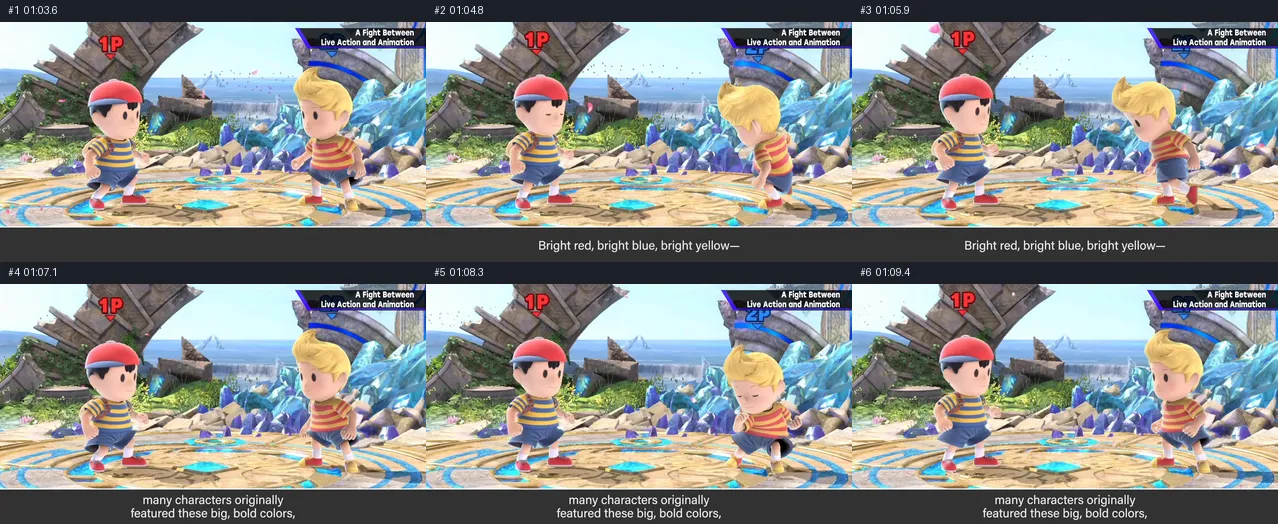 #1 01:03.6
1P
A Fight Between
Live Action and Animation
#2 01:04.8
1P
A Fight Between
Live Action and Animation
2P
Bright red, bright blue, bright yellow—
#3 01:05.9
1P
A Fight Between
Live Action and Animation
Bright red, bright blue, bright yellow—
#4 01:07.1
1P
A Fight Between
Live Action and Animation
many characters originally
featured these big, bold colors,
#5 01:08.3
1P
A Fight Between
Live Action and Animation
2P
many characters originally
featured these big, bold colors,
#6 01:09.4
1P
A Fight Between
Live Action and Animation
many characters originally
featured these big, bold colors,